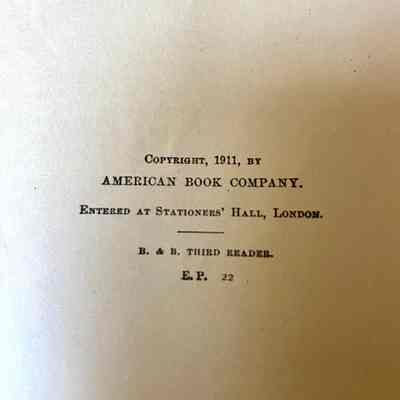 Copyright, 1911, by
AMERICAN BOOK COMPANY.
Entered at Stationers' Hall, London.
B. & B. THIRD READER.
E. P. 22